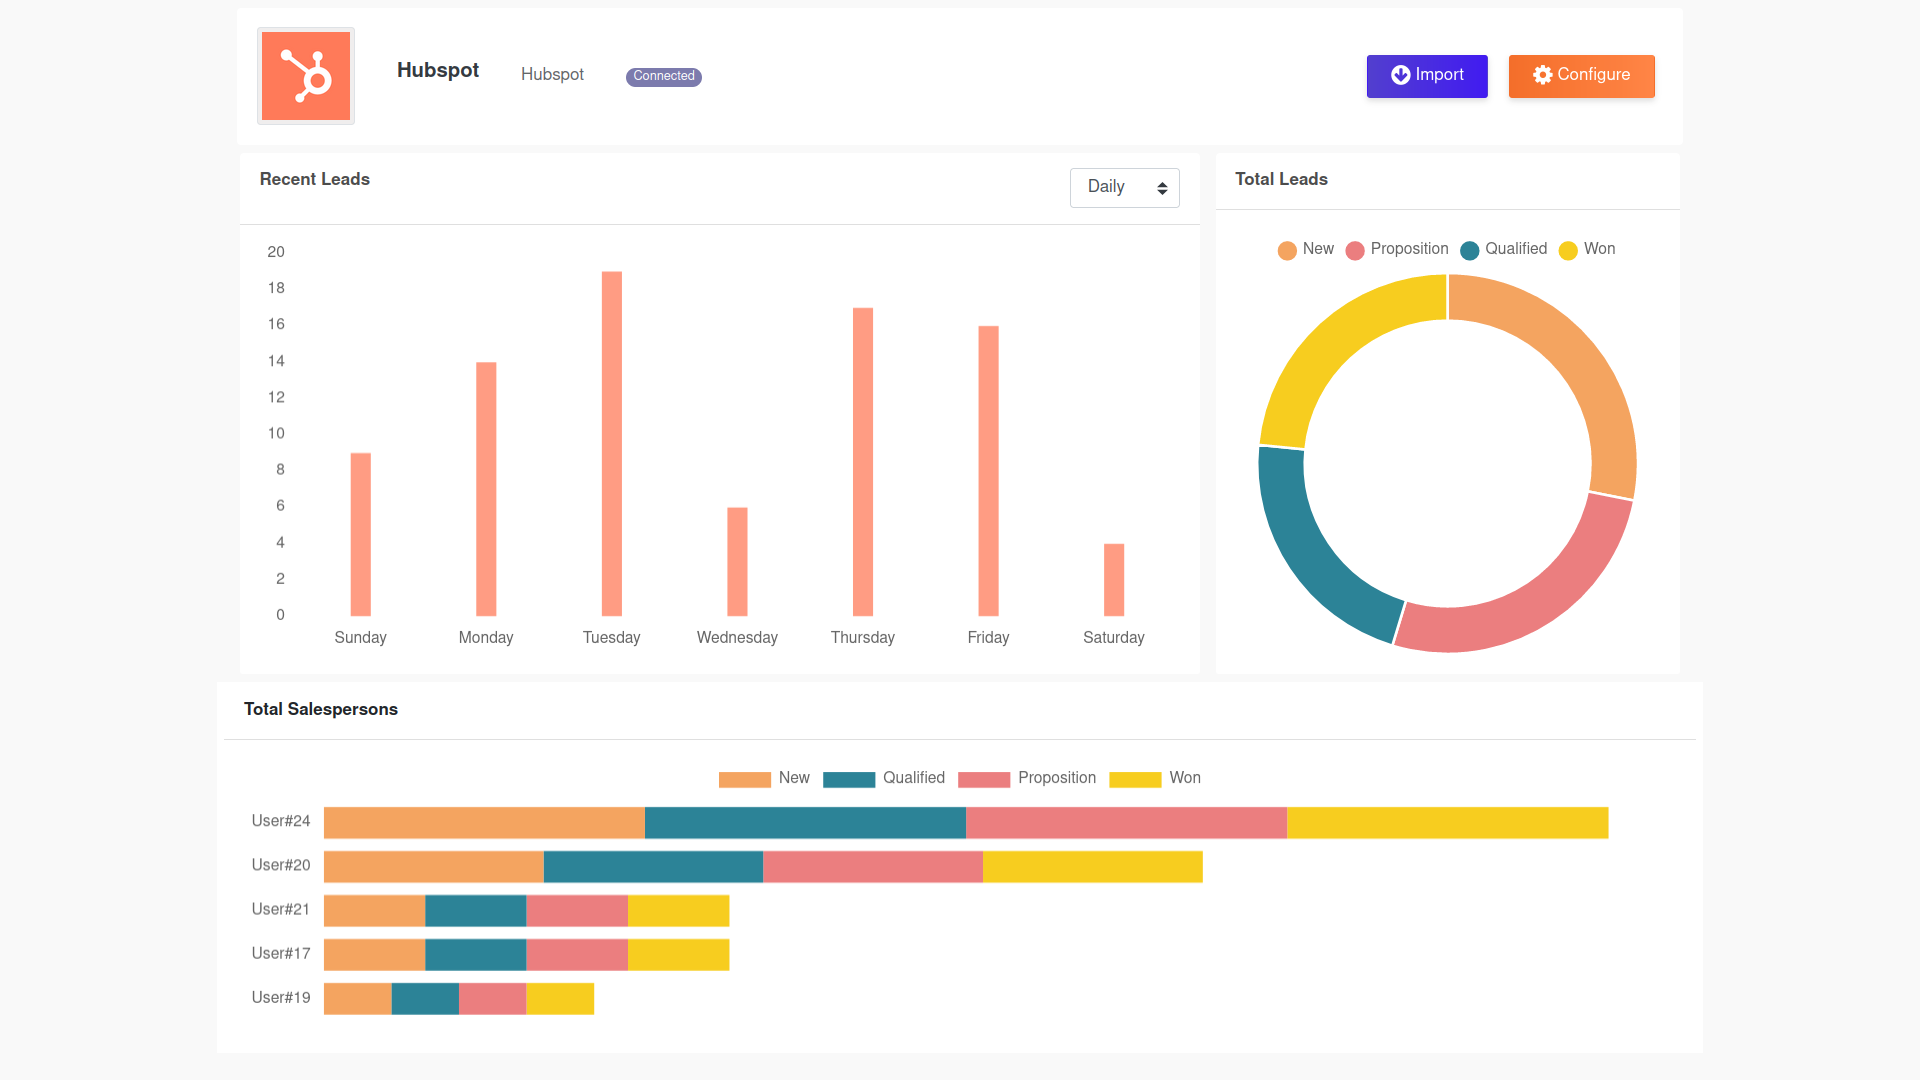 Hubspot Hubspot Connected Import Configure
Recent Leads
Daily
20
18
16
14
12
10
8
6
4
2
0
Sunday Monday Tuesday Wednesday Thursday Friday Saturday
Total Leads
New Proposition Qualified Won
Total Salespersons
New Qualified Proposition Won
User#24
User#20
User#21
User#17
User#19